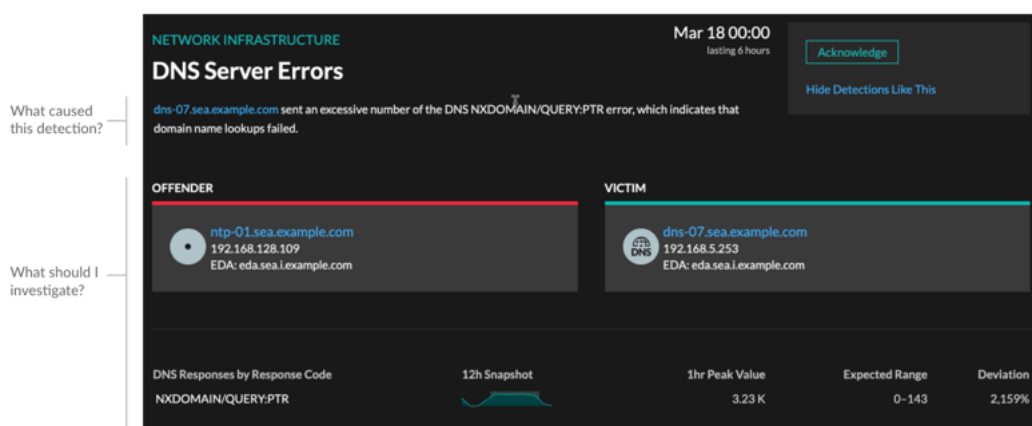 NETWORK INFRASTRUCTURE
DNS Server Errors
Mar 18 00:00
lasting 6 hours
Acknowledge
Hide Detections Like This
What caused
this detection?
dns-07.sea.example.com sent an excessive number of the DNS NXDOMAIN/QUERY:PTR error, which indicates that
domain name lookups failed.
What should I
investigate?
OFFENDER
ntp-01.sea.example.com
192.168.128.109
EDA: eda.sea.i.example.com
VICTIM
DNS
dns-07.sea.example.com
192.168.5.253
EDA: eda.sea.i.example.com
DNS Responses by Response Code 12h Snapshot 1hr Peak Value Expected Range Deviation
NXDOMAIN/QUERY:PTR 3.23 K 0–143 2,159%